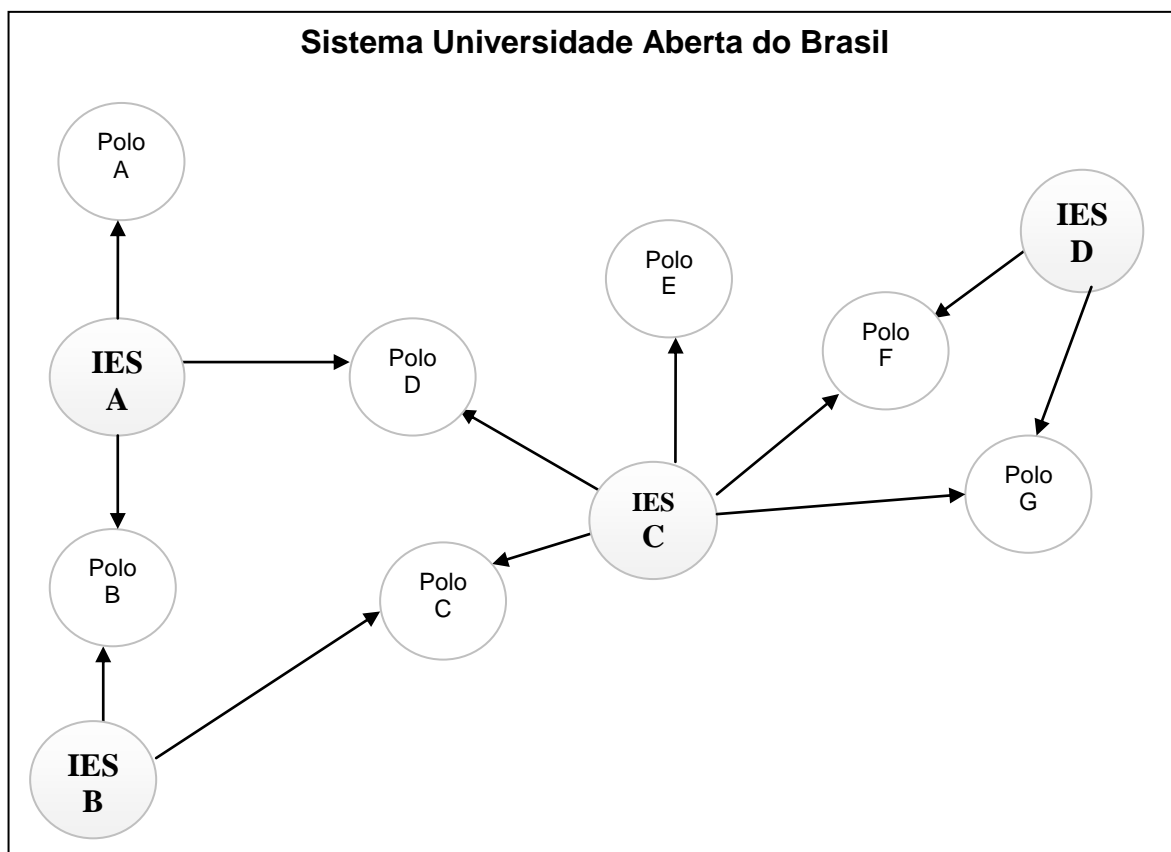 Sistema Universidade Aberta do Brasil
Polo
A
IES
D
Polo
E
Polo
F
IES
A
Polo
D
Polo
G
IES
C
Polo
B
Polo
C
IES
B